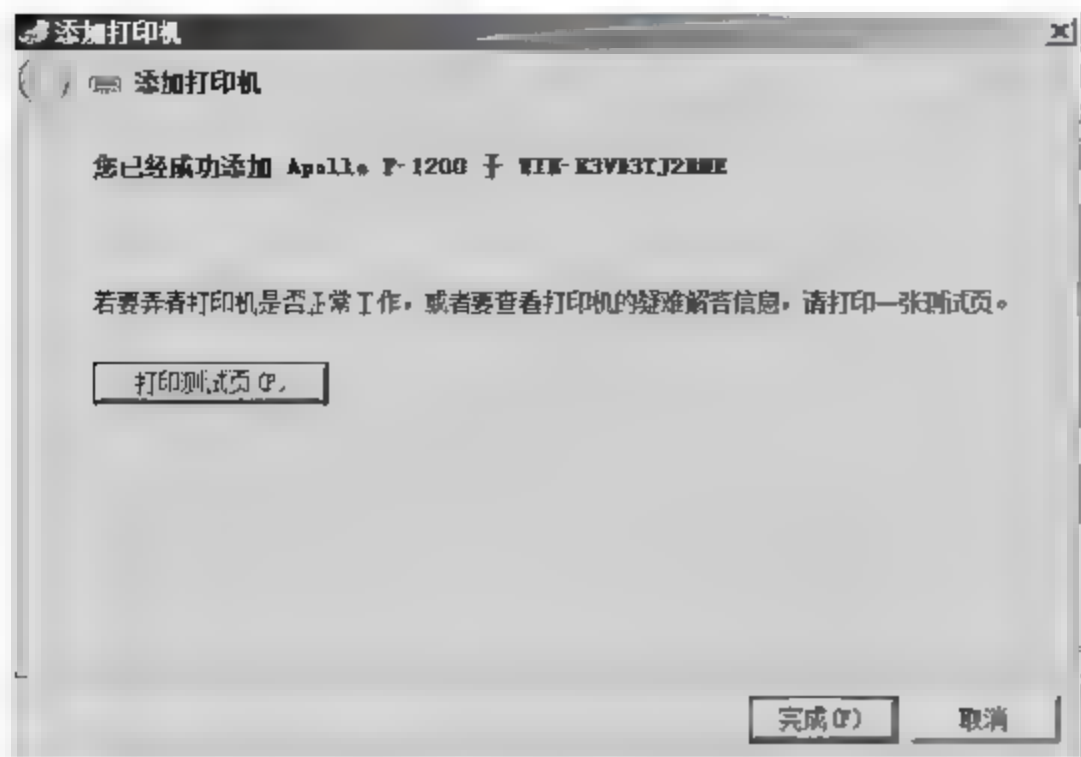 添加打印机
添加打印机
您已经成功添加 Apollo P-1200 于
若要弄者打印机是否正常工作，或者要查看打印机的疑难解答信息，请打印一张测试页。
打印测试页(P)
完成(F)
取消